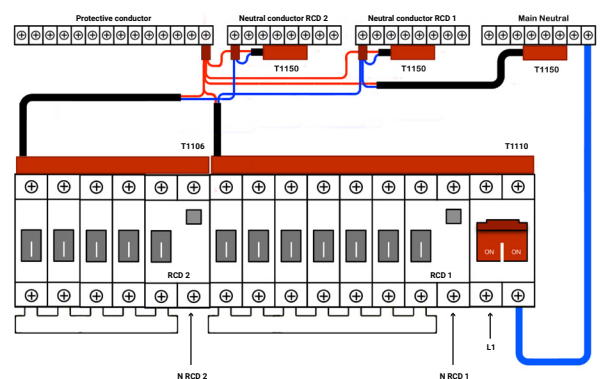 Protective conductor
Neutral conductor RCD 2
Neutral conductor RCD 1
Main Neutral
T1150
T1150
T1150
T1106
T1110
ON
ON
RCD 2
RCD 1
L1
N RCD 2
N RCD 1